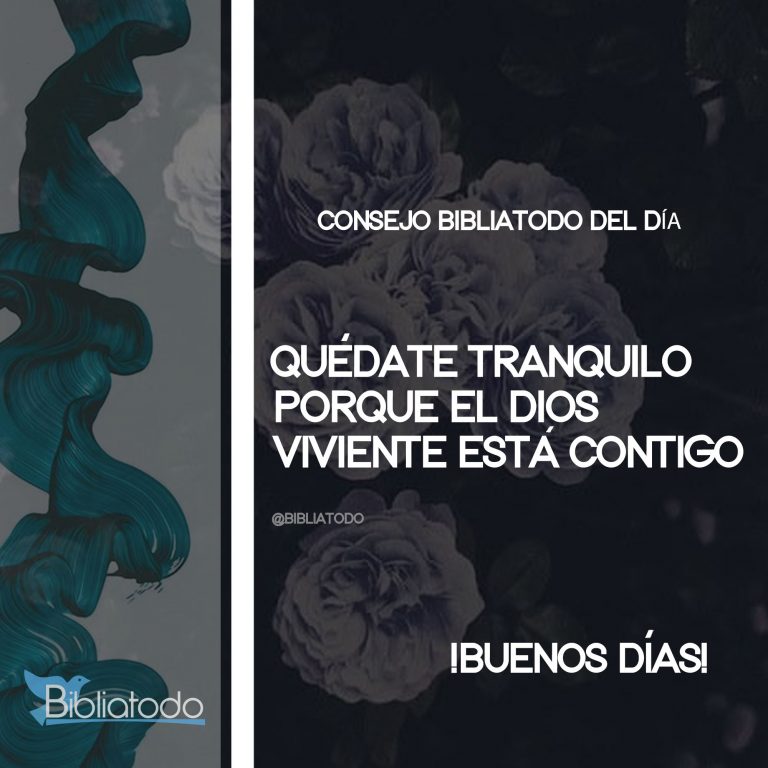 CONSEJO BIBLIATODO DEL DÍA
QUÉDATE TRANQUILO
PORQUE EL DIOS
VIVIENTE ESTÁ CONTIGO
@BIBLIATODO
!BUENOS DÍAS!
Bibliatodo